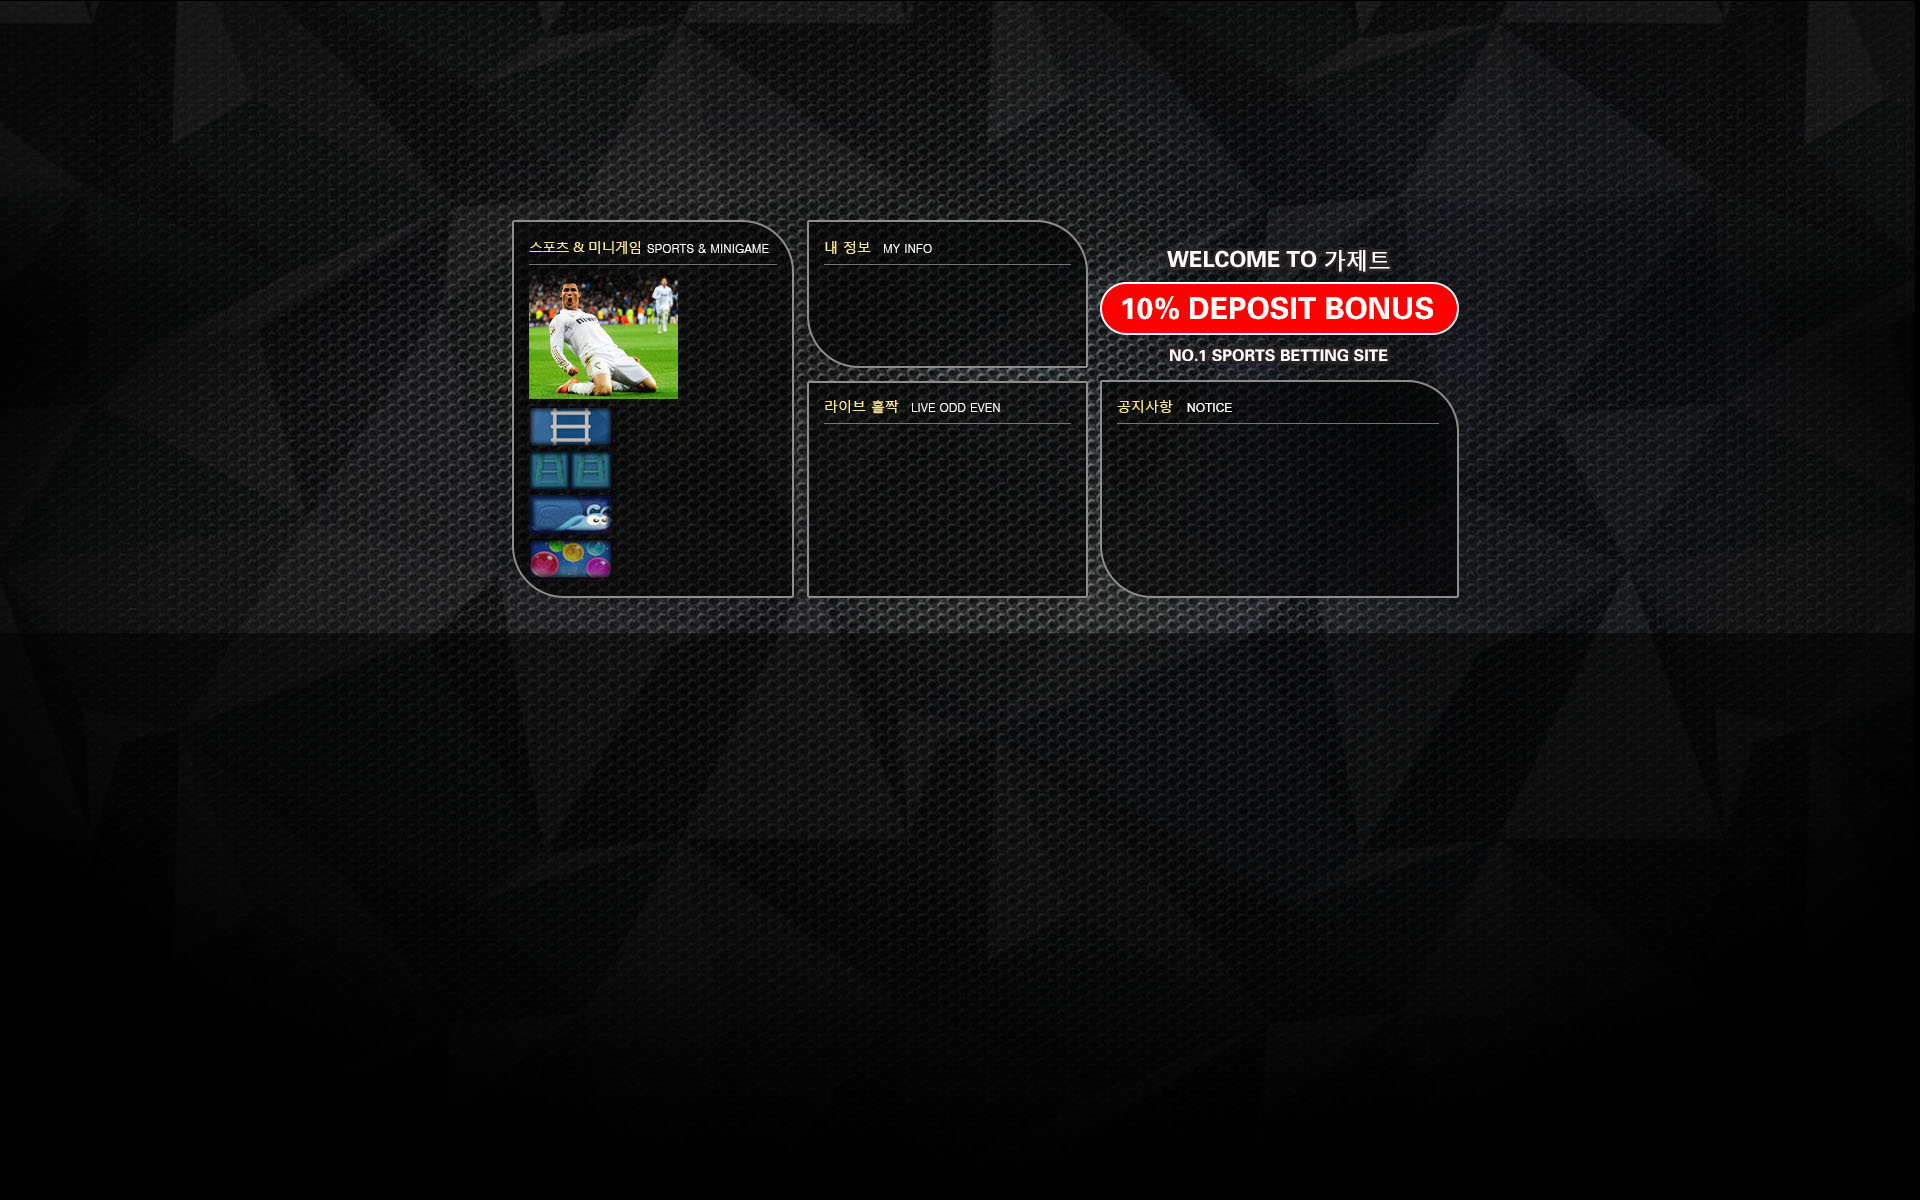 스포츠 & 미니게임 SPORTS & MINIGAME
내 정보 MY INFO
WELCOME TO 가제트
10% DEPOSIT BONUS
NO.1 SPORTS BETTING SITE
라이브 홀짝 LIVE ODD EVEN
공지사항 NOTICE